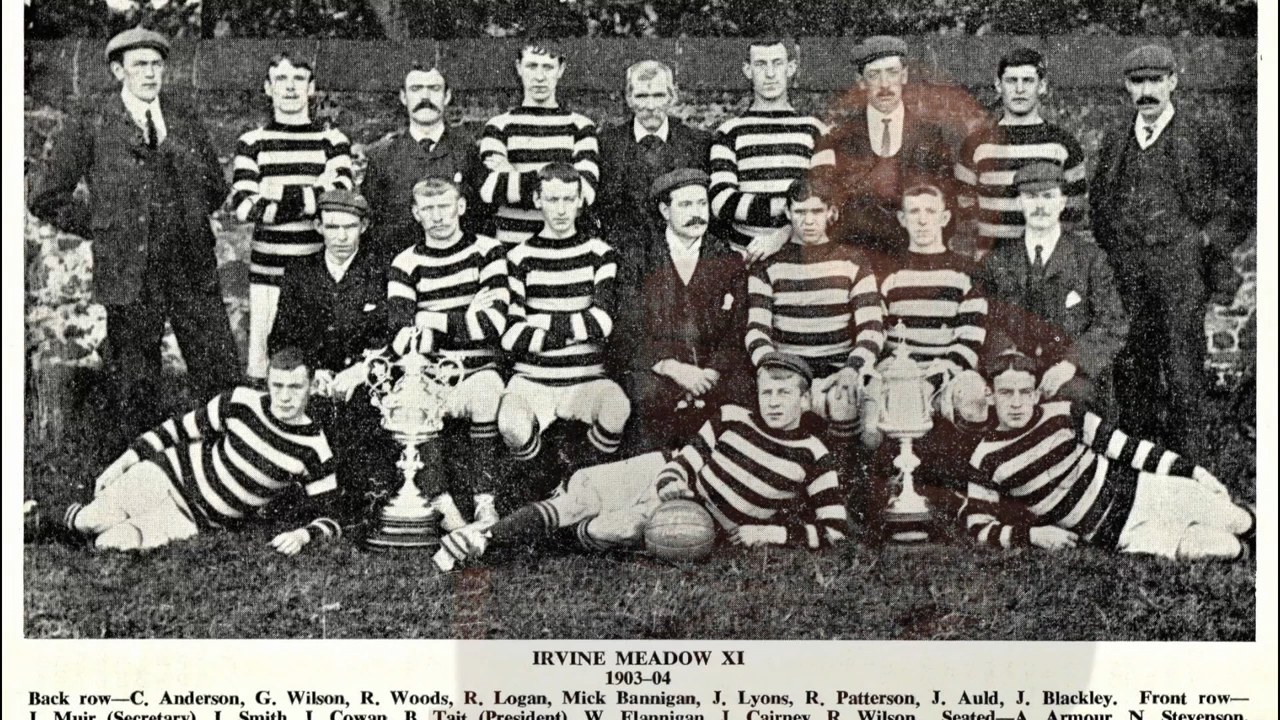 IRVINE MEADOW XI
1903–04
Back row—C. Anderson, G. Wilson, R. Woods, R. Logan, Mick Bannigan, J. Lyons, R. Patterson, J. Auld, J. Blackley. Front row—
J. Muir (Secretary), J. Smith, J. Cowan, B. Tait (President), W. Flannigan, J. Cairney, R. Wilson. Seated—A. Armour, N. Stevenson,